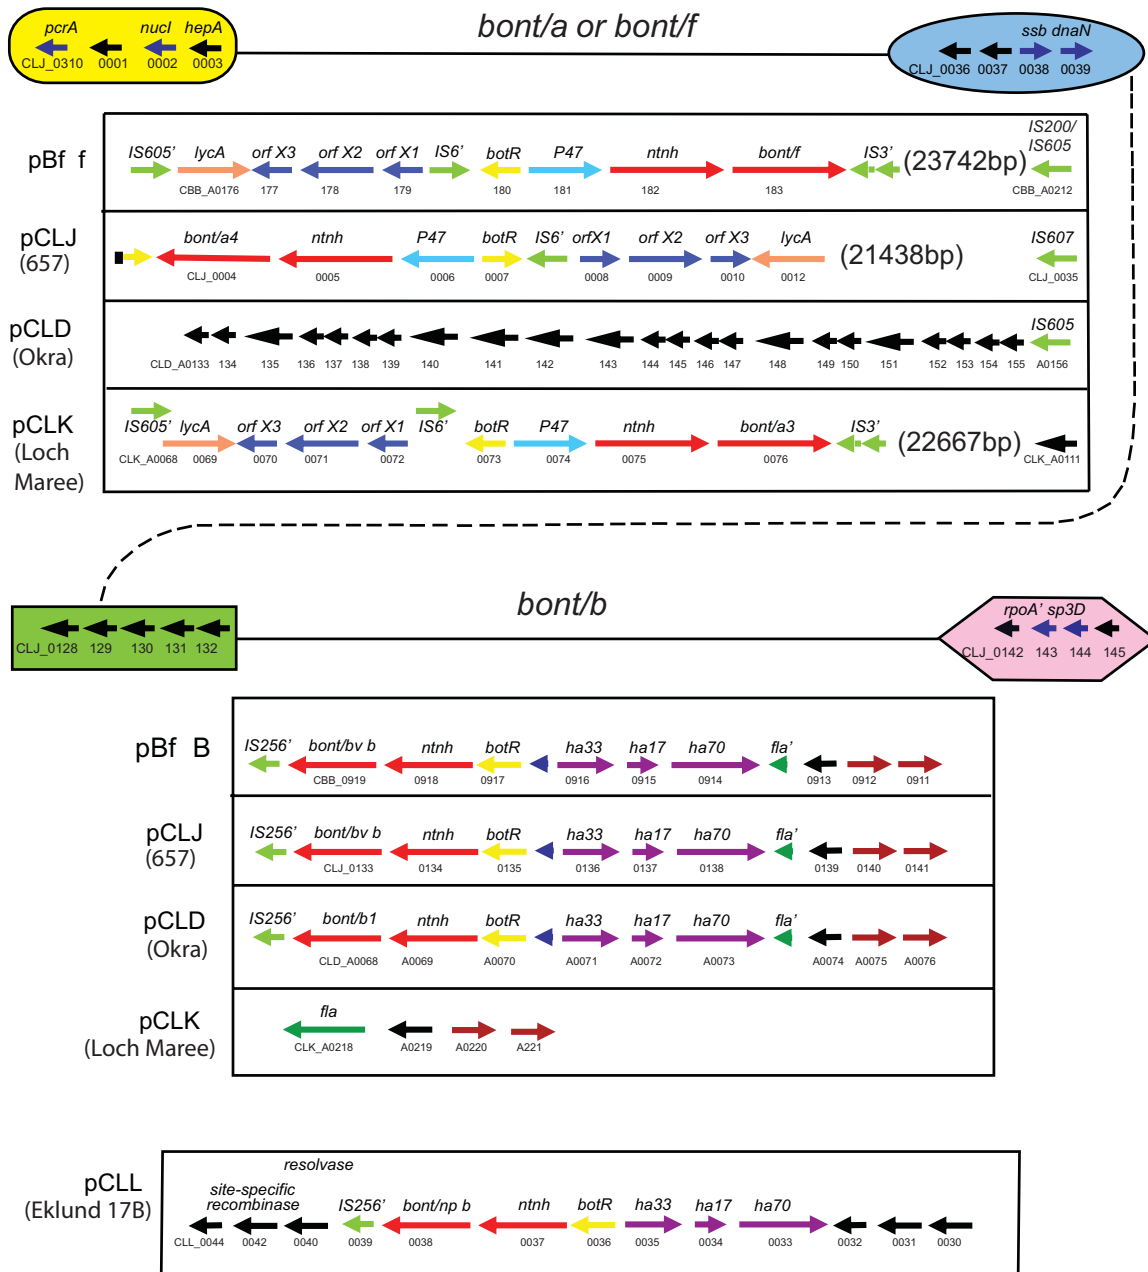 pcrA nucI hepA
CLJ_0310 0001 0002 0003
bont/a or bont/f
ssb dnaN
CLJ_0036 0037 0038 0039
pBf f
IS605' lycA orf X3 orf X2 orf X1 IS6' botR P47 ntnh bont/f IS3' (23742bp) IS200/
IS605
CBB_A0176 177 178 179 180 181 182 183 CBB_A0212
pCLJ
(657)
bont/a4 ntnh P47 botR IS6' orfX1 orf X2 orf X3 lycA (21438bp) IS607
CLJ_0004 0005 0006 0007 0008 0009 0010 0012 CLJ_0035
pCLD
(Okra)
IS605
CLD_A0133 134 135 136 137 138 139 140 141 142 143 144 145 146 147 148 149 150 151 152 153 154 155 A0156
pCLK
(Loch
Maree)
IS605' lycA orf X3 orf X2 orf X1 IS6' botR P47 ntnh bont/a3 IS3' (22667bp)
CLK_A0068 0069 0070 0071 0072 0073 0074 0075 0076 CLK_A0111
bont/b
CLJ_0128 129 130 131 132
rpoA' sp3D
CLJ_0142 143 144 145
pBf B
IS256' bont/bv b ntnh botR ha33 ha17 ha70 fla'
CBB_0919 0918 0917 0916 0915 0914 0913 0912 0911
pCLJ
(657)
IS256' bont/bv b ntnh botR ha33 ha17 ha70 fla'
CLJ_0133 0134 0135 0136 0137 0138 0139 0140 0141
pCLD
(Okra)
IS256' bont/b1 ntnh botR ha33 ha17 ha70 fla'
CLD_A0068 A0069 A0070 A0071 A0072 A0073 A0074 A0075 A0076
pCLK
(Loch Maree)
fla
CLK_A0218 A0219 A0220 A221
pCLL
(Eklund 17B)
resolvase
site-specific
recombinase
IS256' bont/np b ntnh botR ha33 ha17 ha70
CLL_0044 0042 0040 0039 0038 0037 0036 0035 0034 0033 0032 0031 0030